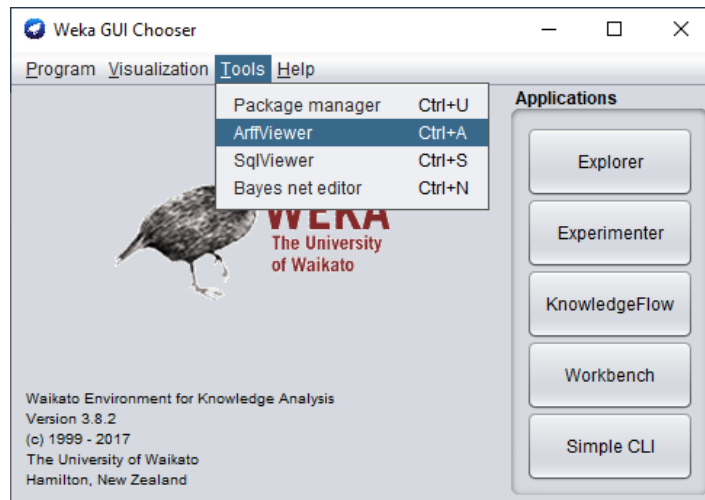 Weka GUI Chooser
Program Visualization Tools Help
Package manager Ctrl+U
ArffViewer Ctrl+A
SqlViewer Ctrl+S
Bayes net editor Ctrl+N
WEKA
The University
of Waikato
Applications
Explorer
Experimenter
KnowledgeFlow
Workbench
Simple CLI
Waikato Environment for Knowledge Analysis
Version 3.8.2
(c) 1999 - 2017
The University of Waikato
Hamilton, New Zealand